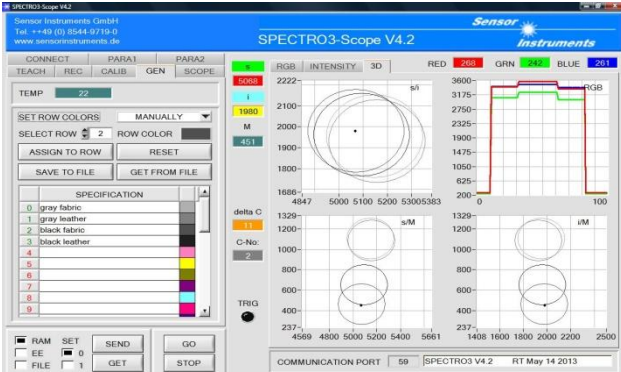 SPECTRO3-Scope V4.2
Sensor Instruments GmbH
Tel. ++49 (0) 8544-9719-0
www.sensorinstruments.de
SPECTRO3-Scope V4.2
Sensor Instruments
CONNECT PARA1 PARA2
TEACH REC CALIB GEN SCOPE
TEMP 22
SET ROW COLORS MANUALLY
SELECT ROW 2 ROW COLOR
ASSIGN TO ROW RESET
SAVE TO FILE GET FROM FILE
SPECIFICATION
0 gray fabric
1 gray leather
2 black fabric
3 black leather
4
5
6
7
8
9
RAM SET SEND GO
EE 0
FILE 1 GET STOP
s
5068
i
1980
M
451
delta C
11
C-No:
2
TRIG
RGB INTENSITY 3D RED 268 GRN 242 BLUE 261
2222-
2100-
2000-
1900-
1800-
1686-
4847 5000 5100 5200 5300 5383
s/i
3600-
3175-
2750-
2325-
1900-
1475-
1050-
625-
200-
0 100
RGB
1329-
1200-
1000-
800-
600-
400-
237-
4569 4800 5000 5200 5400 5661
s/M
1329-
1200-
1000-
800-
600-
400-
237-
1408 1600 1800 2000 2200 2500
i/M
COMMUNICATION PORT 59 SPECTRO3 V4.2 RT May 14 2013